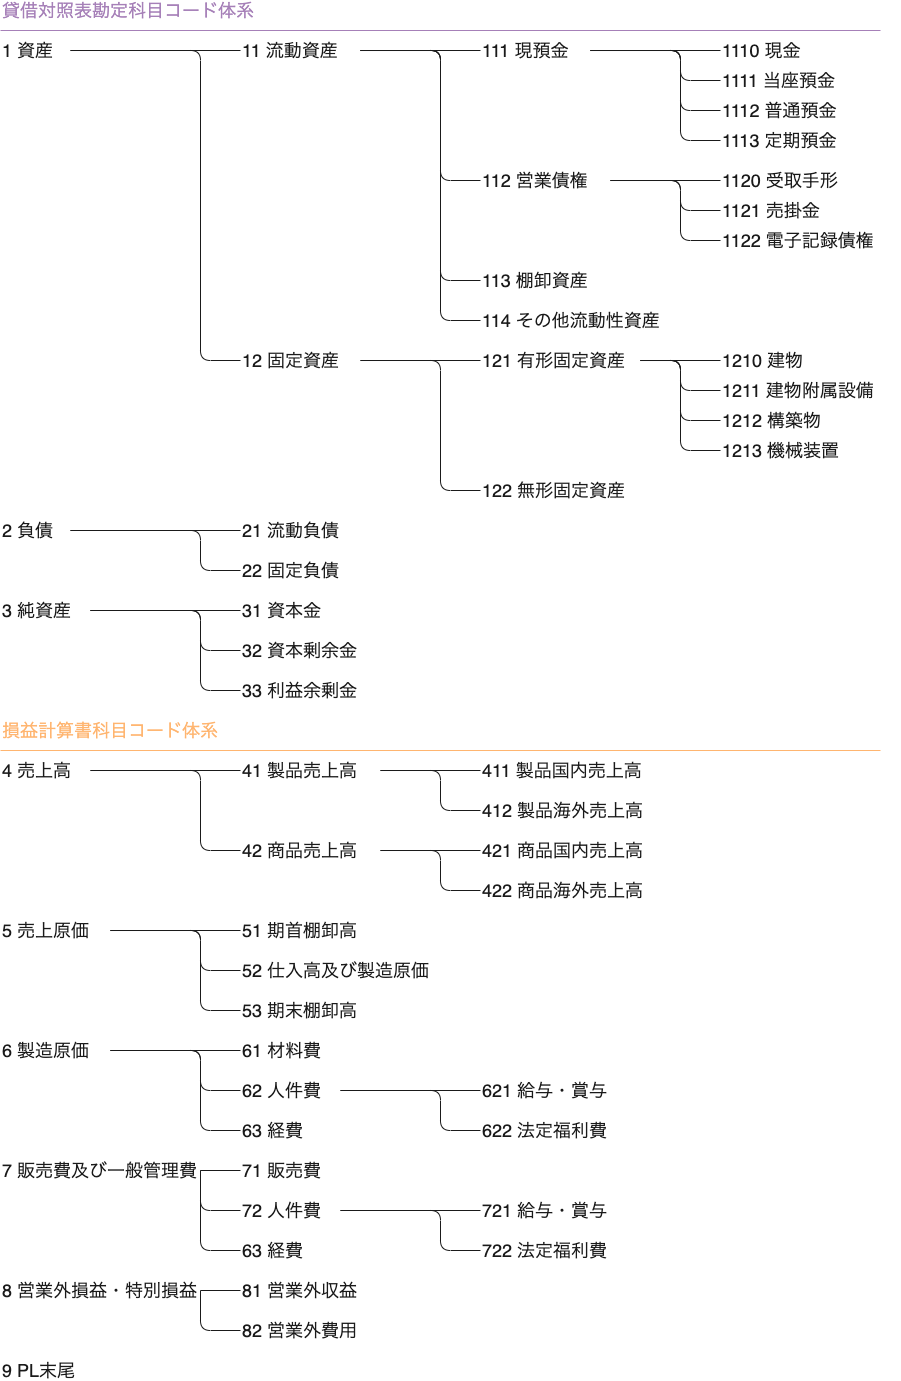 貸借対照表勘定科目コード体系
1 資産 11 流動資産 111 現預金 1110 現金
1111 当座預金
1112 普通預金
1113 定期預金
112 営業債権 1120 受取手形
1121 売掛金
1122 電子記録債権
113 棚卸資産
114 その他流動性資産
12 固定資産 121 有形固定資産 1210 建物
1211 建物附属設備
1212 構築物
1213 機械装置
122 無形固定資産
2 負債 21 流動負債
22 固定負債
3 純資産 31 資本金
32 資本剰余金
33 利益余剰金
損益計算書科目コード体系
4 売上高 41 製品売上高 411 製品国内売上高
412 製品海外売上高
42 商品売上高 421 商品国内売上高
422 商品海外売上高
5 売上原価 51 期首棚卸高
52 仕入高及び製造原価
53 期末棚卸高
6 製造原価 61 材料費
62 人件費 621 給与・賞与
63 経費 622 法定福利費
7 販売費及び一般管理費 71 販売費
72 人件費 721 給与・賞与
63 経費 722 法定福利費
8 営業外損益・特別損益 81 営業外収益
82 営業外費用
9 PL末尾